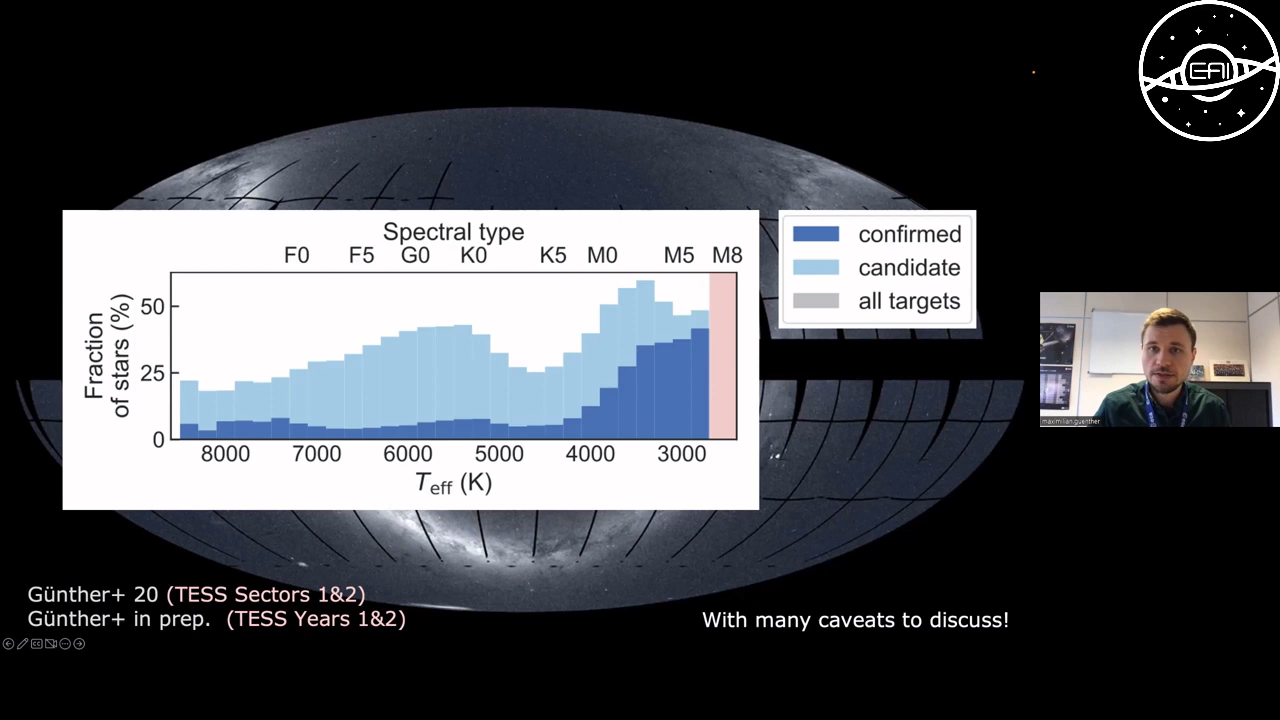 EAI
Spectral type
F0 F5 G0 K0 K5 M0 M5 M8
confirmed
candidate
all targets
Fraction
of stars (%)
50
25
0
8000 7000 6000 5000 4000 3000
Teff (K)
maximilian.guenther
Günther+ 20 (TESS Sectors 1&2)
Günther+ in prep. (TESS Years 1&2)
With many caveats to discuss!